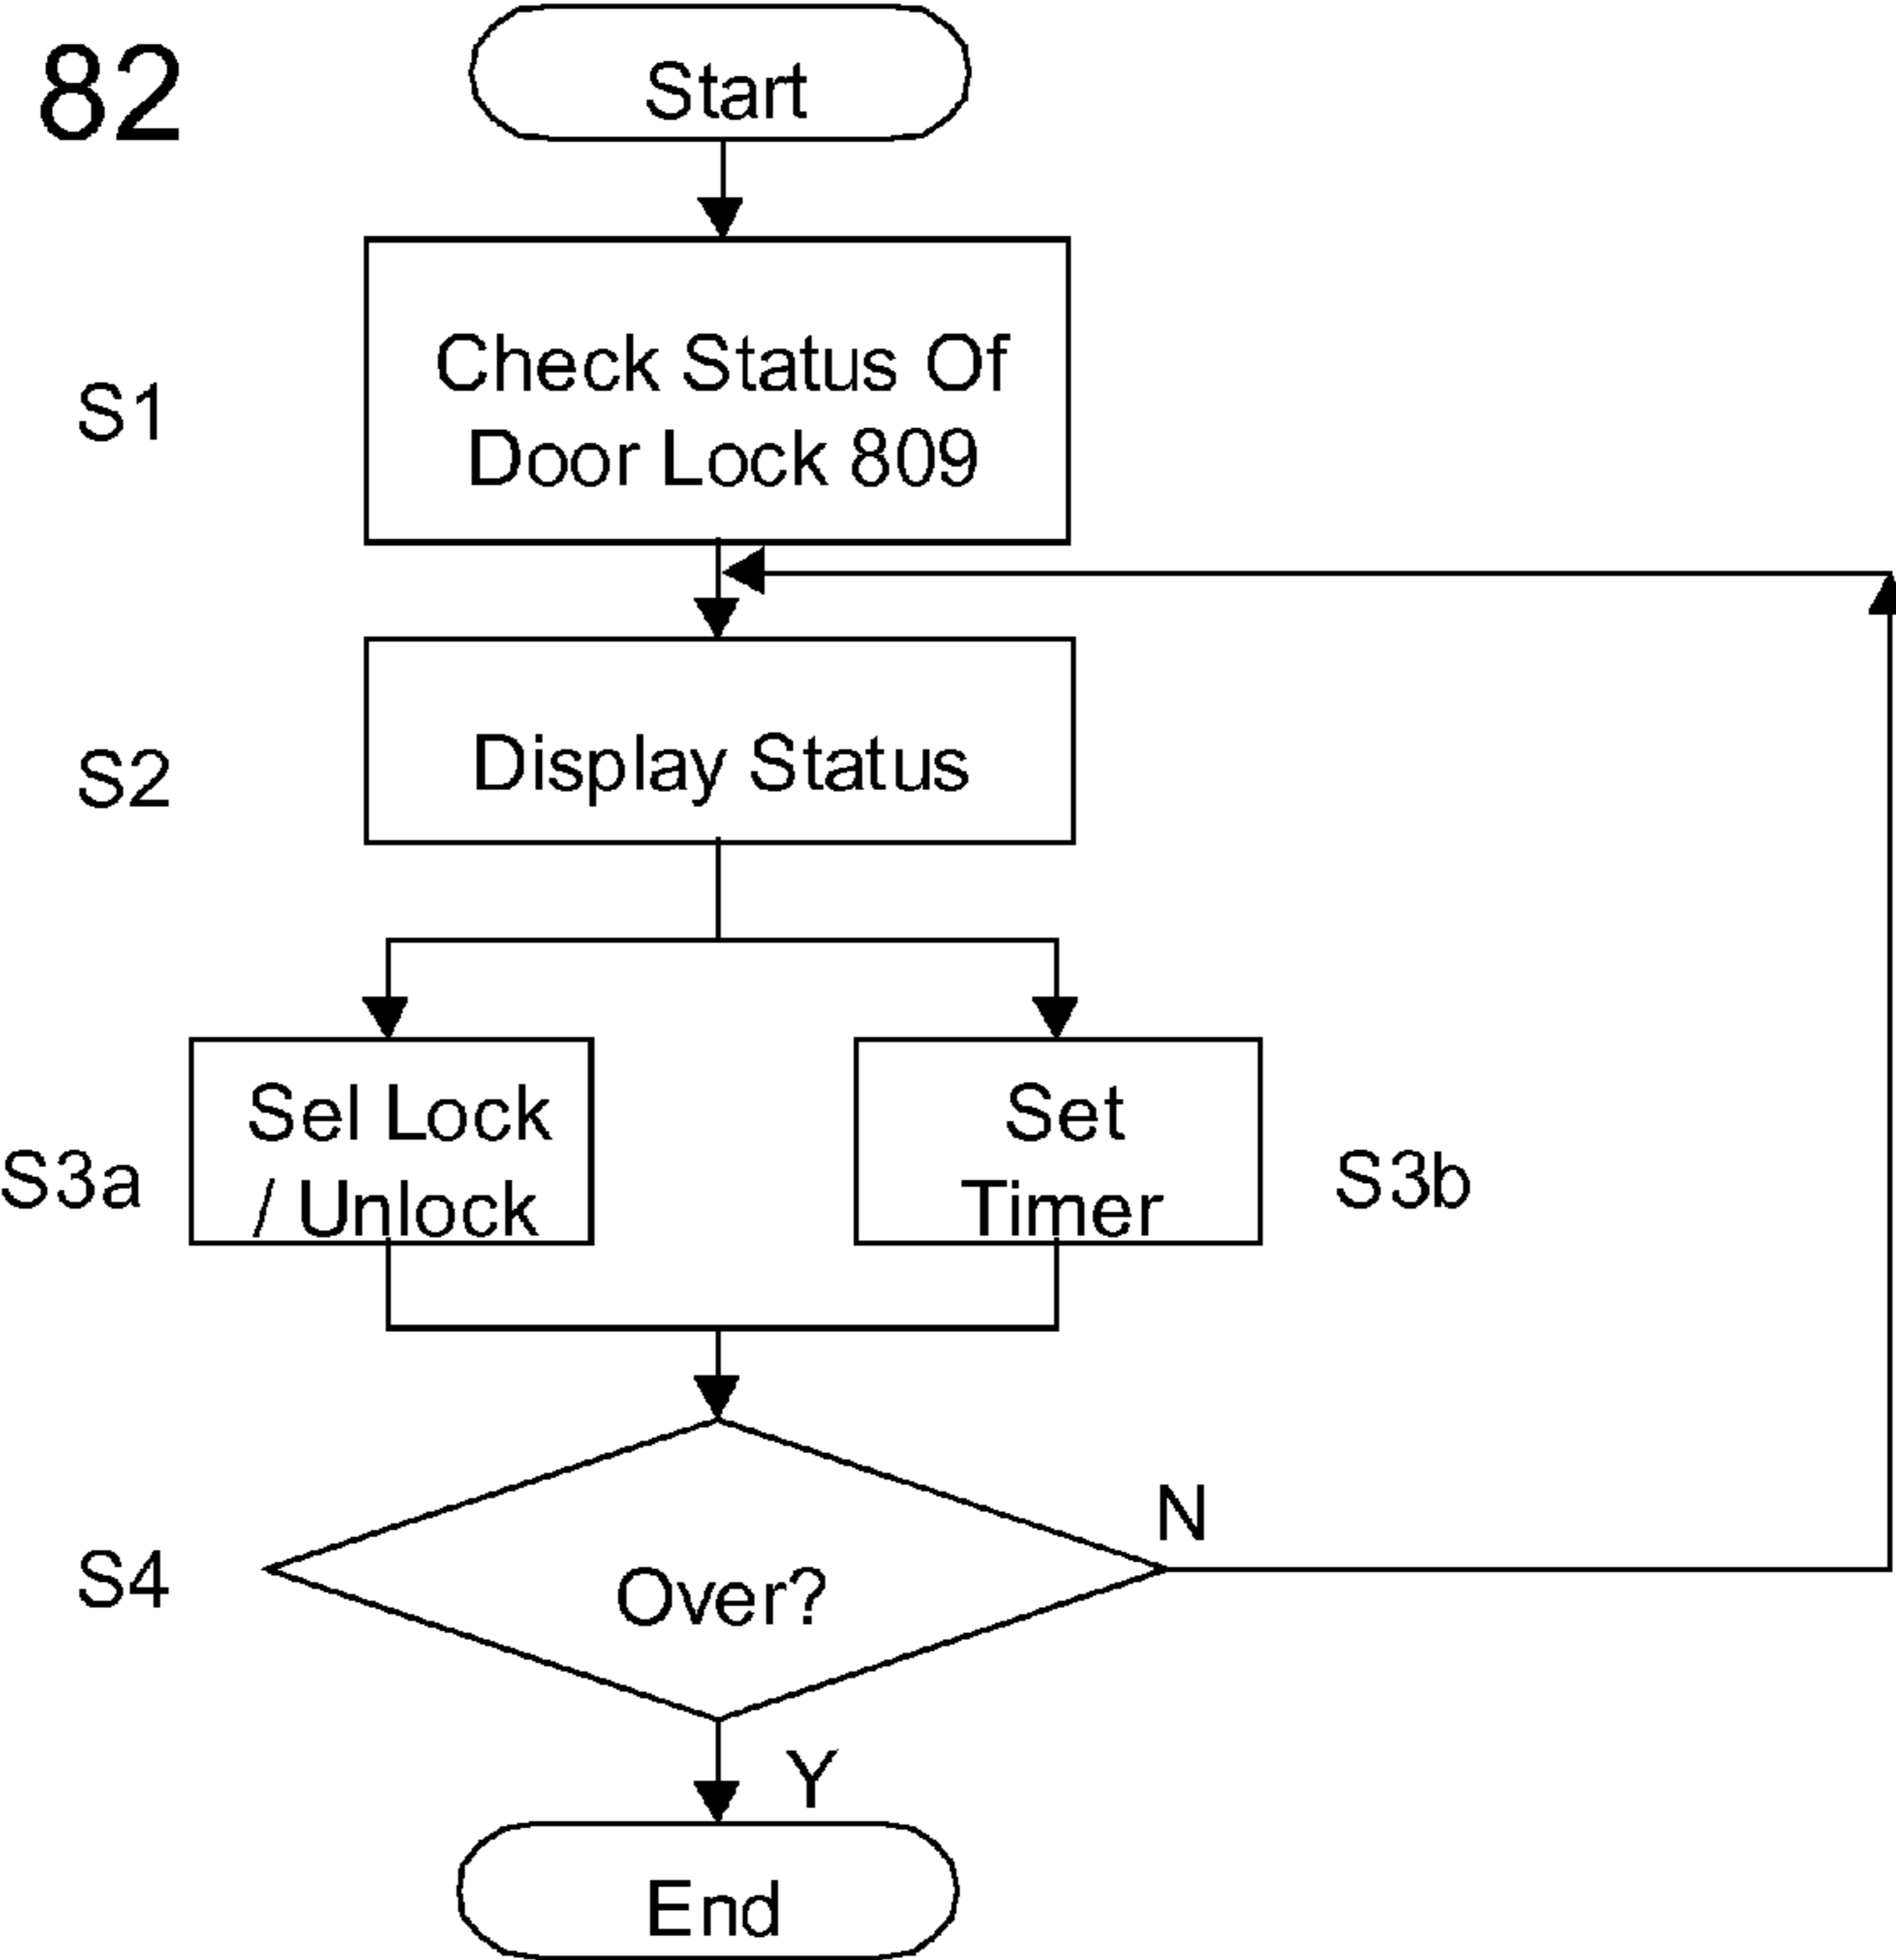 82
Start
S1
Check Status Of
Door Lock 809
S2
Display Status
S3a
Sel Lock
/ Unlock
Set
Timer
S3b
S4
Over?
N
Y
End